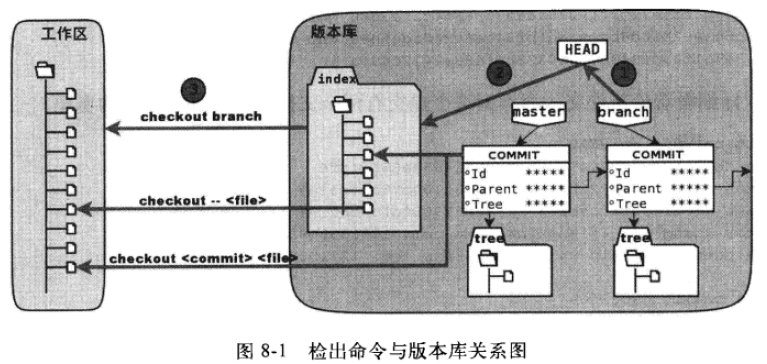 工作区
版本库
HEAD
③
②
①
index
checkout branch
master
branch
COMMIT
COMMIT
Id *****
Parent *****
Tree *****
Id *****
Parent *****
Tree *****
checkout -- <file>
tree
tree
checkout <commit> <file>
图 8-1 检出命令与版本库关系图